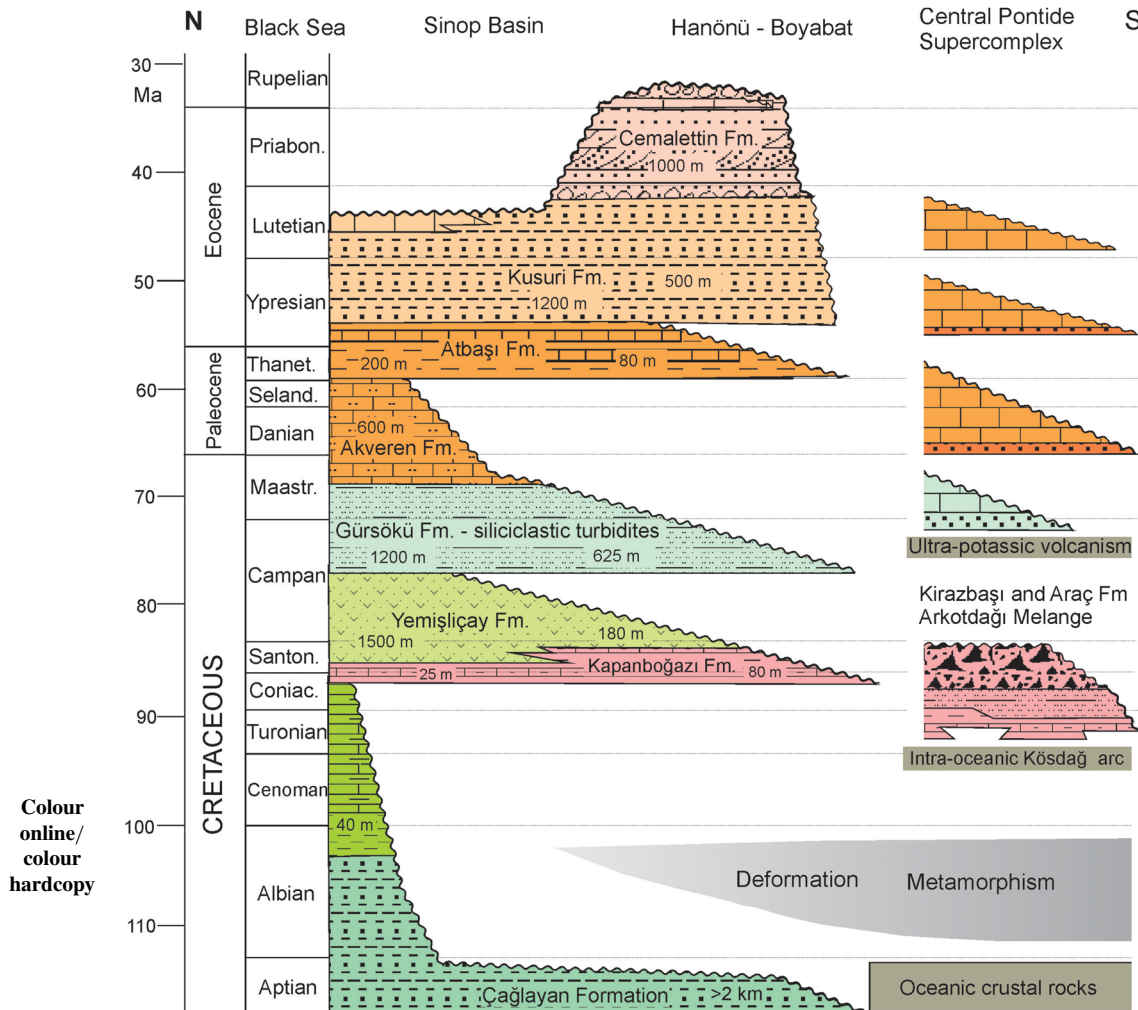 N
Black Sea
Sinop Basin
Hanönü - Boyabat
Central Pontide
Supercomplex
S
30
Ma
40
50
60
70
80
90
100
110
Eocene
Paleocene
CRETACEOUS
Rupelian
Priabon.
Lutetian
Ypresian
Thanet.
Seland.
Danian
Maastr.
Campan
Santon.
Coniac.
Turonian
Cenoman
Albian
Aptian
Cemalettin Fm.
1000 m
Kusuri Fm.
500 m
1200 m
Atbaşı Fm.
200 m
80 m
600 m
Akveren Fm.
Gürsökü Fm. - siliciclastic turbidites
1200 m
625 m
Yemişliçay Fm.
1500 m
180 m
Kapanboğazı Fm.
25 m
80 m
40 m
Çağlayan Formation
>2 km
Ultra-potassic volcanism
Kirazbaşı and Araç Fm
Arkotdağı Melange
Intra-oceanic Kösdağ arc
Deformation
Metamorphism
Oceanic crustal rocks
Colour
online/
colour
hardcopy